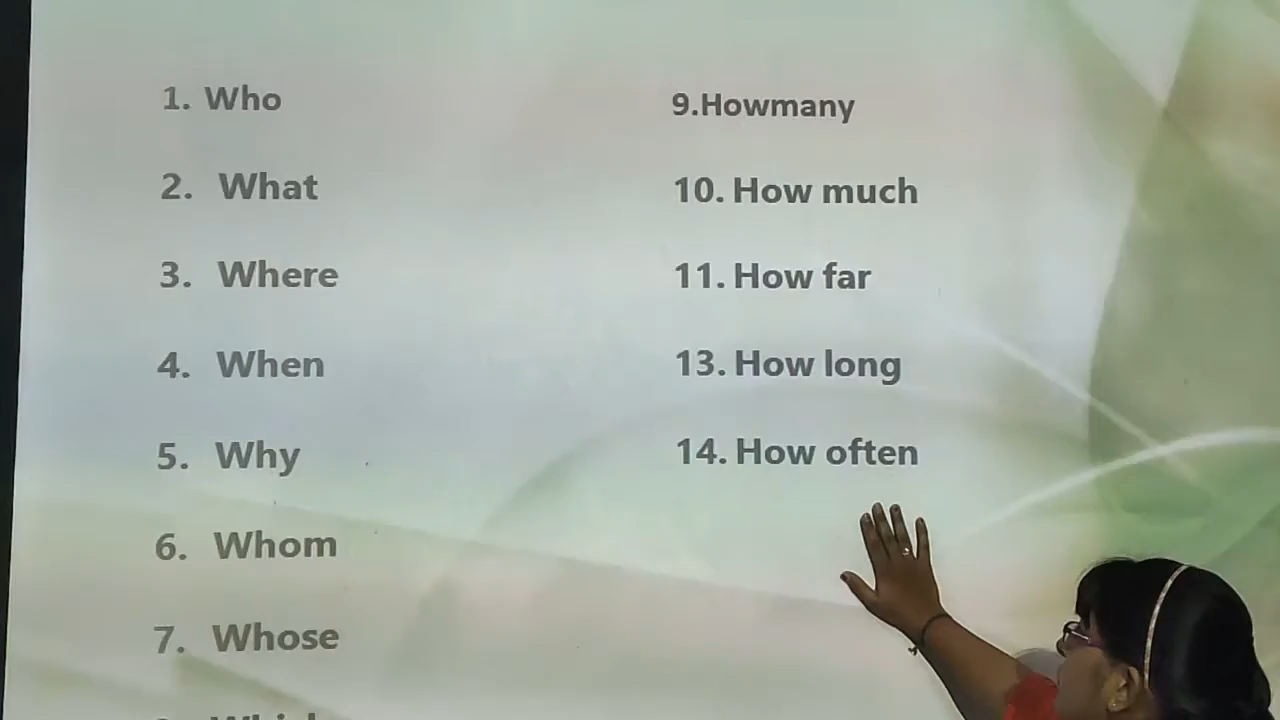 1. Who
2. What
3. Where
4. When
5. Why
6. Whom
7. Whose
9.Howmany
10. How much
11. How far
13. How long
14. How often